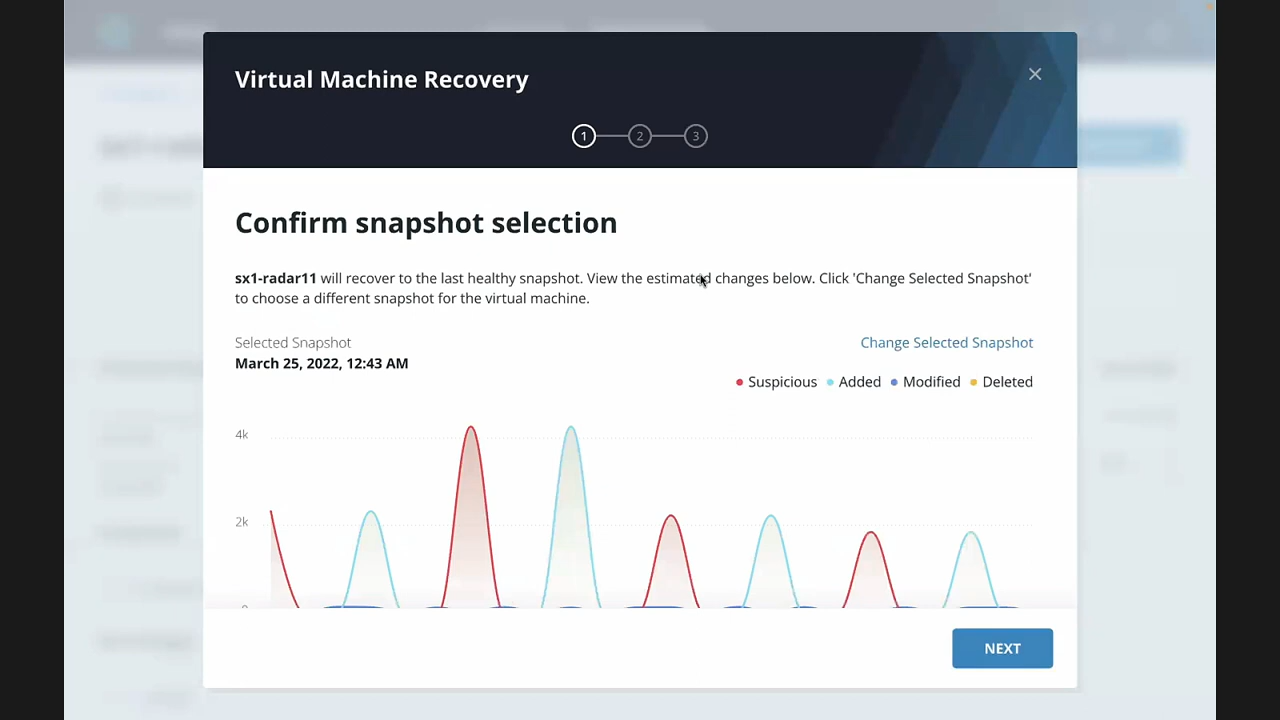 Virtual Machine Recovery
1 2 3
Confirm snapshot selection
sx1-radar11 will recover to the last healthy snapshot. View the estimated changes below. Click 'Change Selected Snapshot'
to choose a different snapshot for the virtual machine.
Selected Snapshot
Change Selected Snapshot
March 25, 2022, 12:43 AM
Suspicious Added Modified Deleted
4k
2k
NEXT